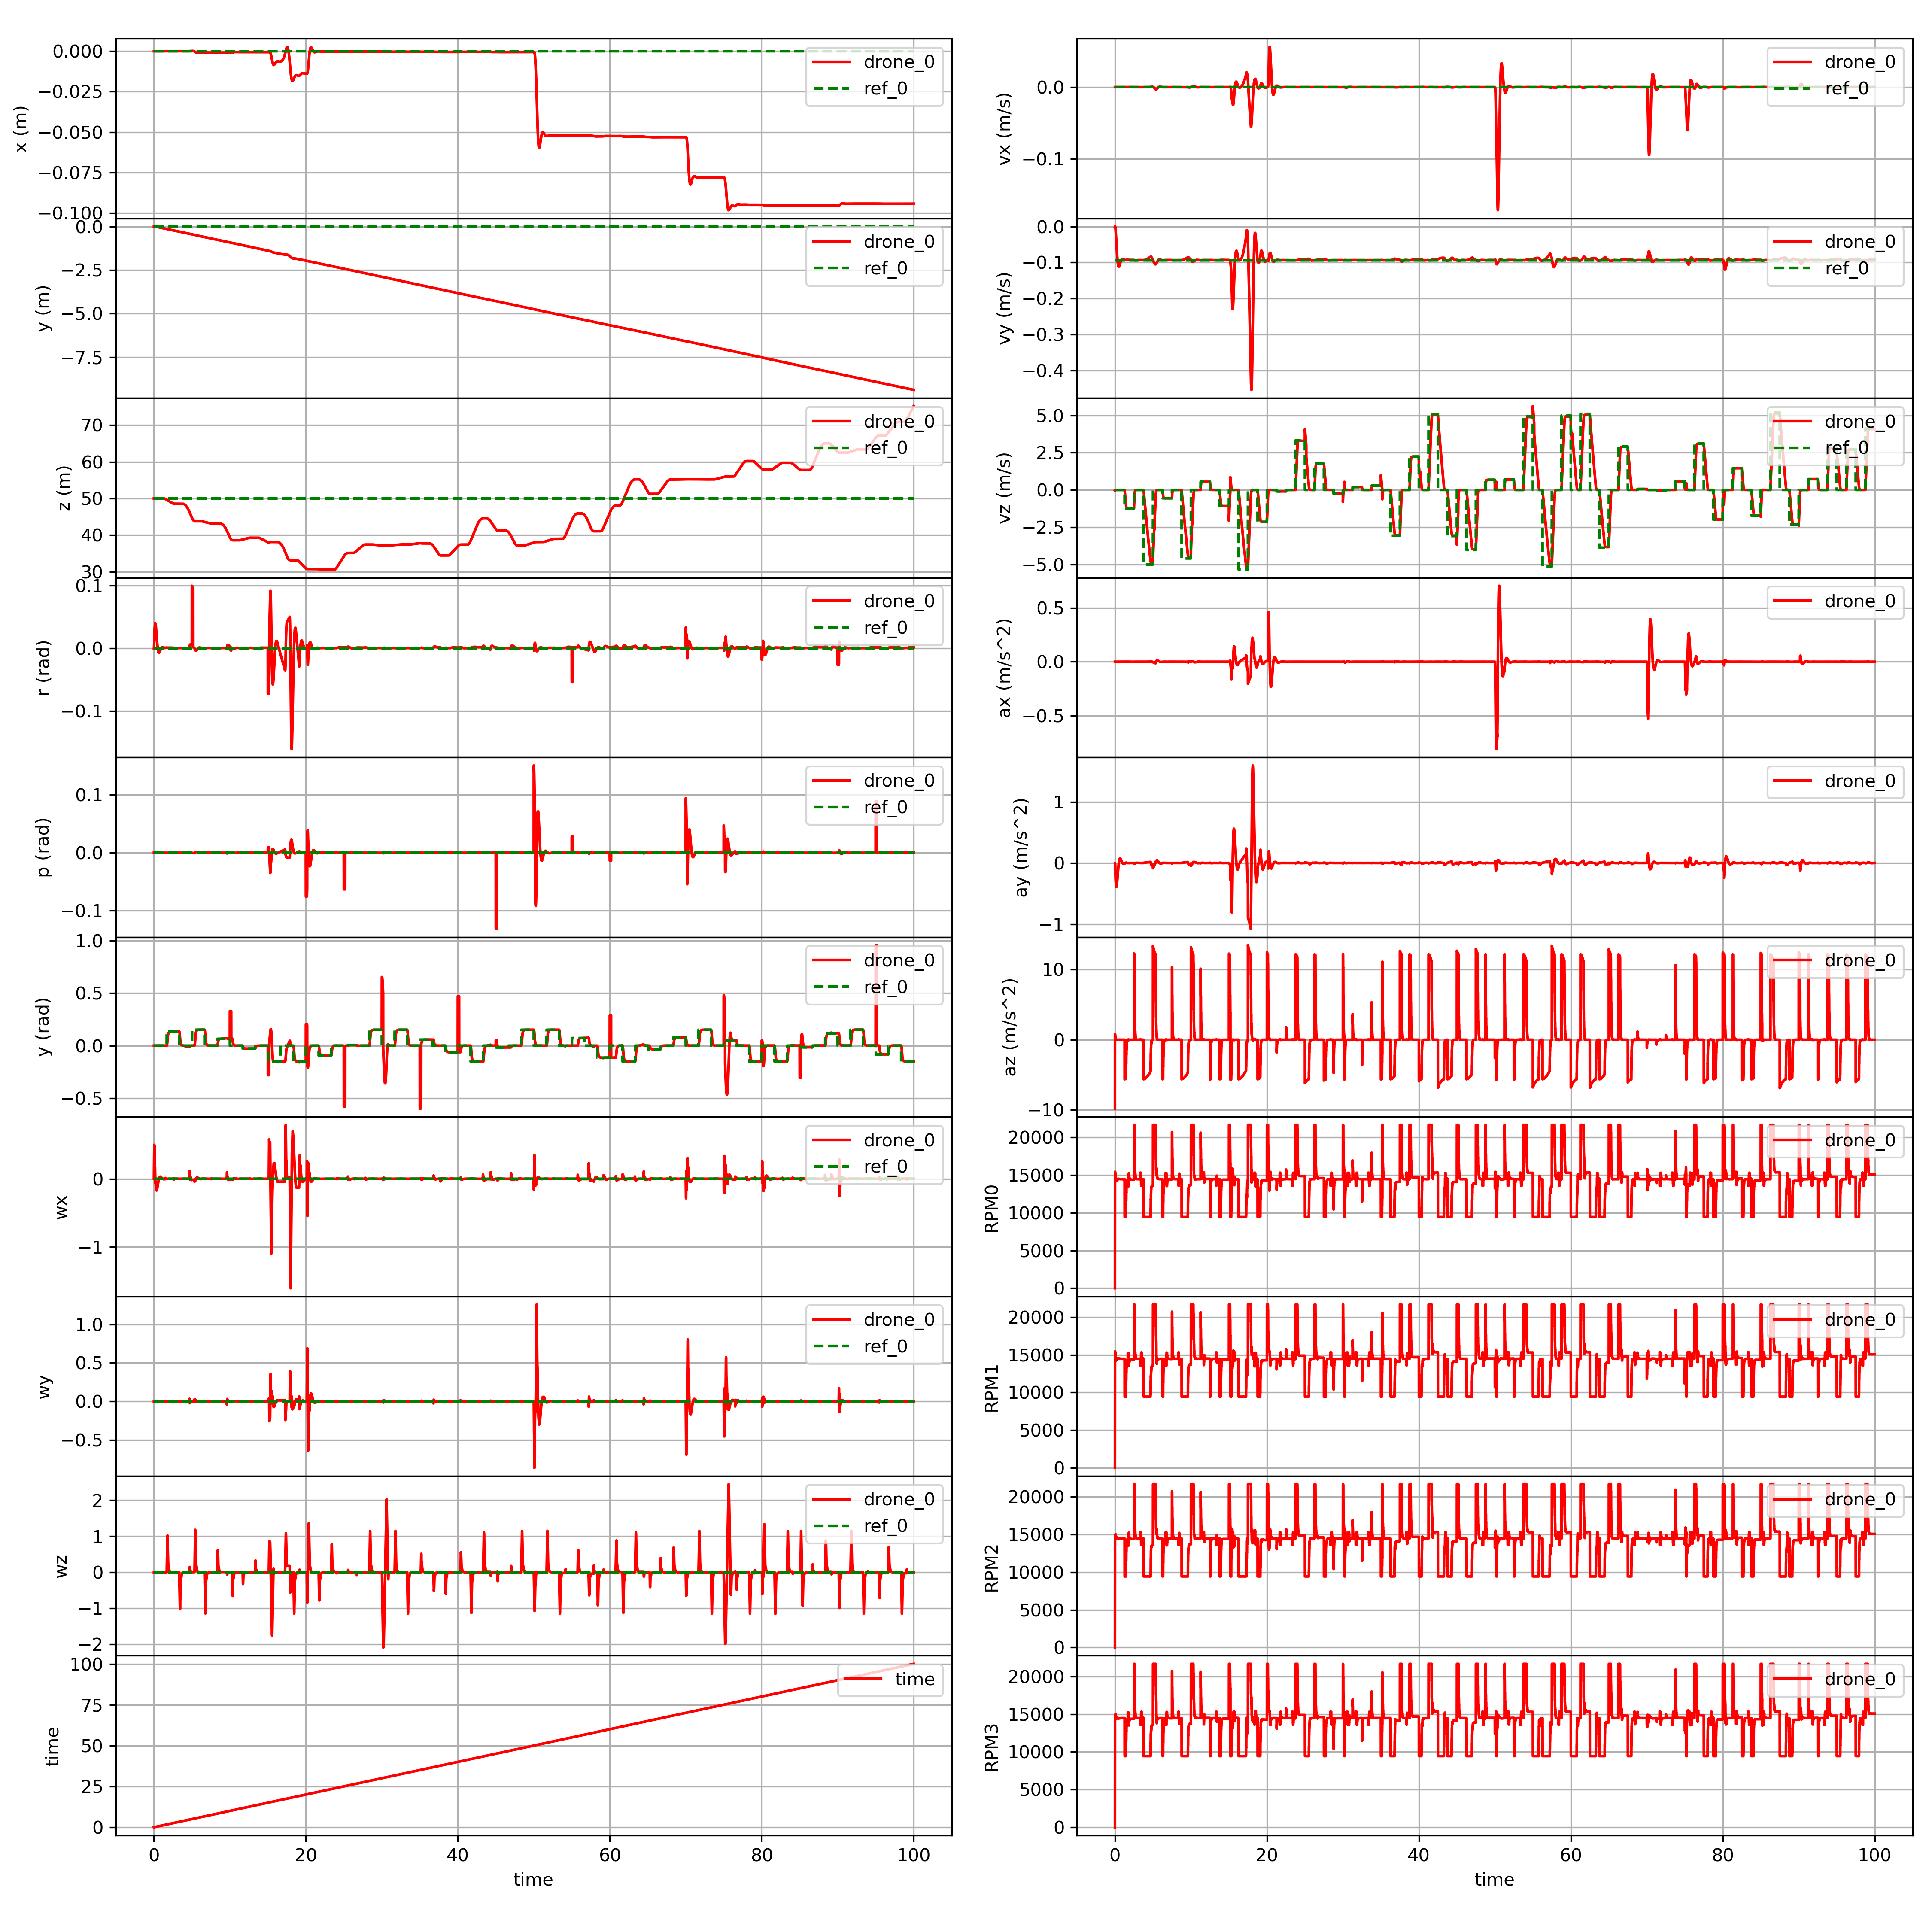 0.000
−0.025
−0.050
−0.075
−0.100
x (m)
drone_0
ref_0
0.0
−2.5
−5.0
−7.5
y (m)
drone_0
ref_0
70
60
50
40
30
z (m)
drone_0
ref_0
0.1
0.0
−0.1
r (rad)
drone_0
ref_0
0.1
0.0
−0.1
p (rad)
drone_0
ref_0
1.0
0.5
0.0
−0.5
y (rad)
drone_0
ref_0
0
−1
wx
drone_0
ref_0
1.0
0.5
0.0
−0.5
wy
drone_0
ref_0
2
1
0
−1
−2
wz
drone_0
ref_0
100
75
50
25
0
time
time
0 20 40 60 80 100
time
0.0
−0.1
vx (m/s)
drone_0
ref_0
0.0
−0.1
−0.2
−0.3
−0.4
vy (m/s)
drone_0
ref_0
5.0
2.5
0.0
−2.5
−5.0
vz (m/s)
drone_0
ref_0
0.5
0.0
−0.5
ax (m/s^2)
drone_0
1
0
−1
ay (m/s^2)
drone_0
10
0
−10
az (m/s^2)
drone_0
20000
15000
10000
5000
0
RPM0
drone_0
20000
15000
10000
5000
0
RPM1
drone_0
20000
15000
10000
5000
0
RPM2
drone_0
20000
15000
10000
5000
0
RPM3
drone_0
0 20 40 60 80 100
time